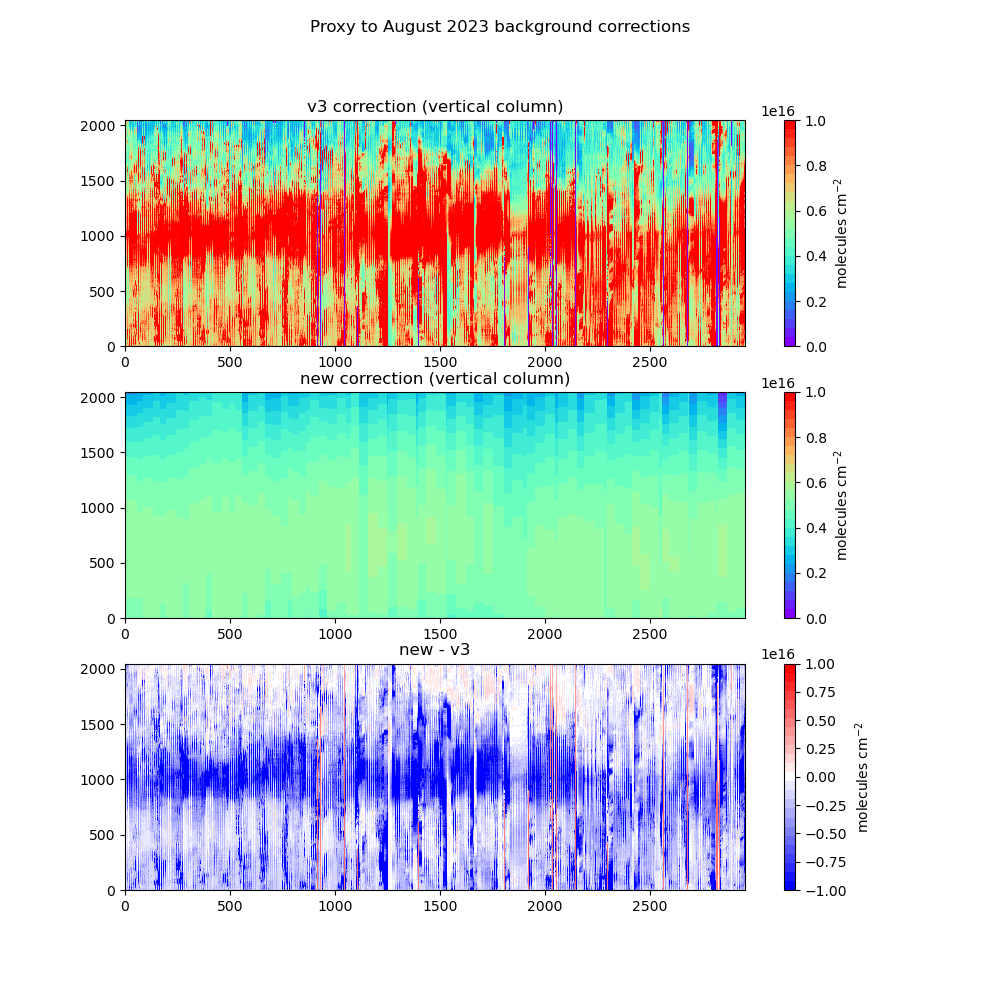 Proxy to August 2023 background corrections
v3 correction (vertical column)
1e16
2000
1500
1000
500
0
0 500 1000 1500 2000 2500
1.0
0.8
0.6
0.4
0.2
0.0
molecules cm⁻²
new correction (vertical column)
1e16
2000
1500
1000
500
0
0 500 1000 1500 2000 2500
1.0
0.8
0.6
0.4
0.2
0.0
molecules cm⁻²
new - v3
1e16
2000
1500
1000
500
0
0 500 1000 1500 2000 2500
1.00
0.75
0.50
0.25
0.00
−0.25
−0.50
−0.75
−1.00
molecules cm⁻²